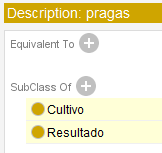 Description: pragas
Equivalent To
SubClass Of
Cultivo
Resultado